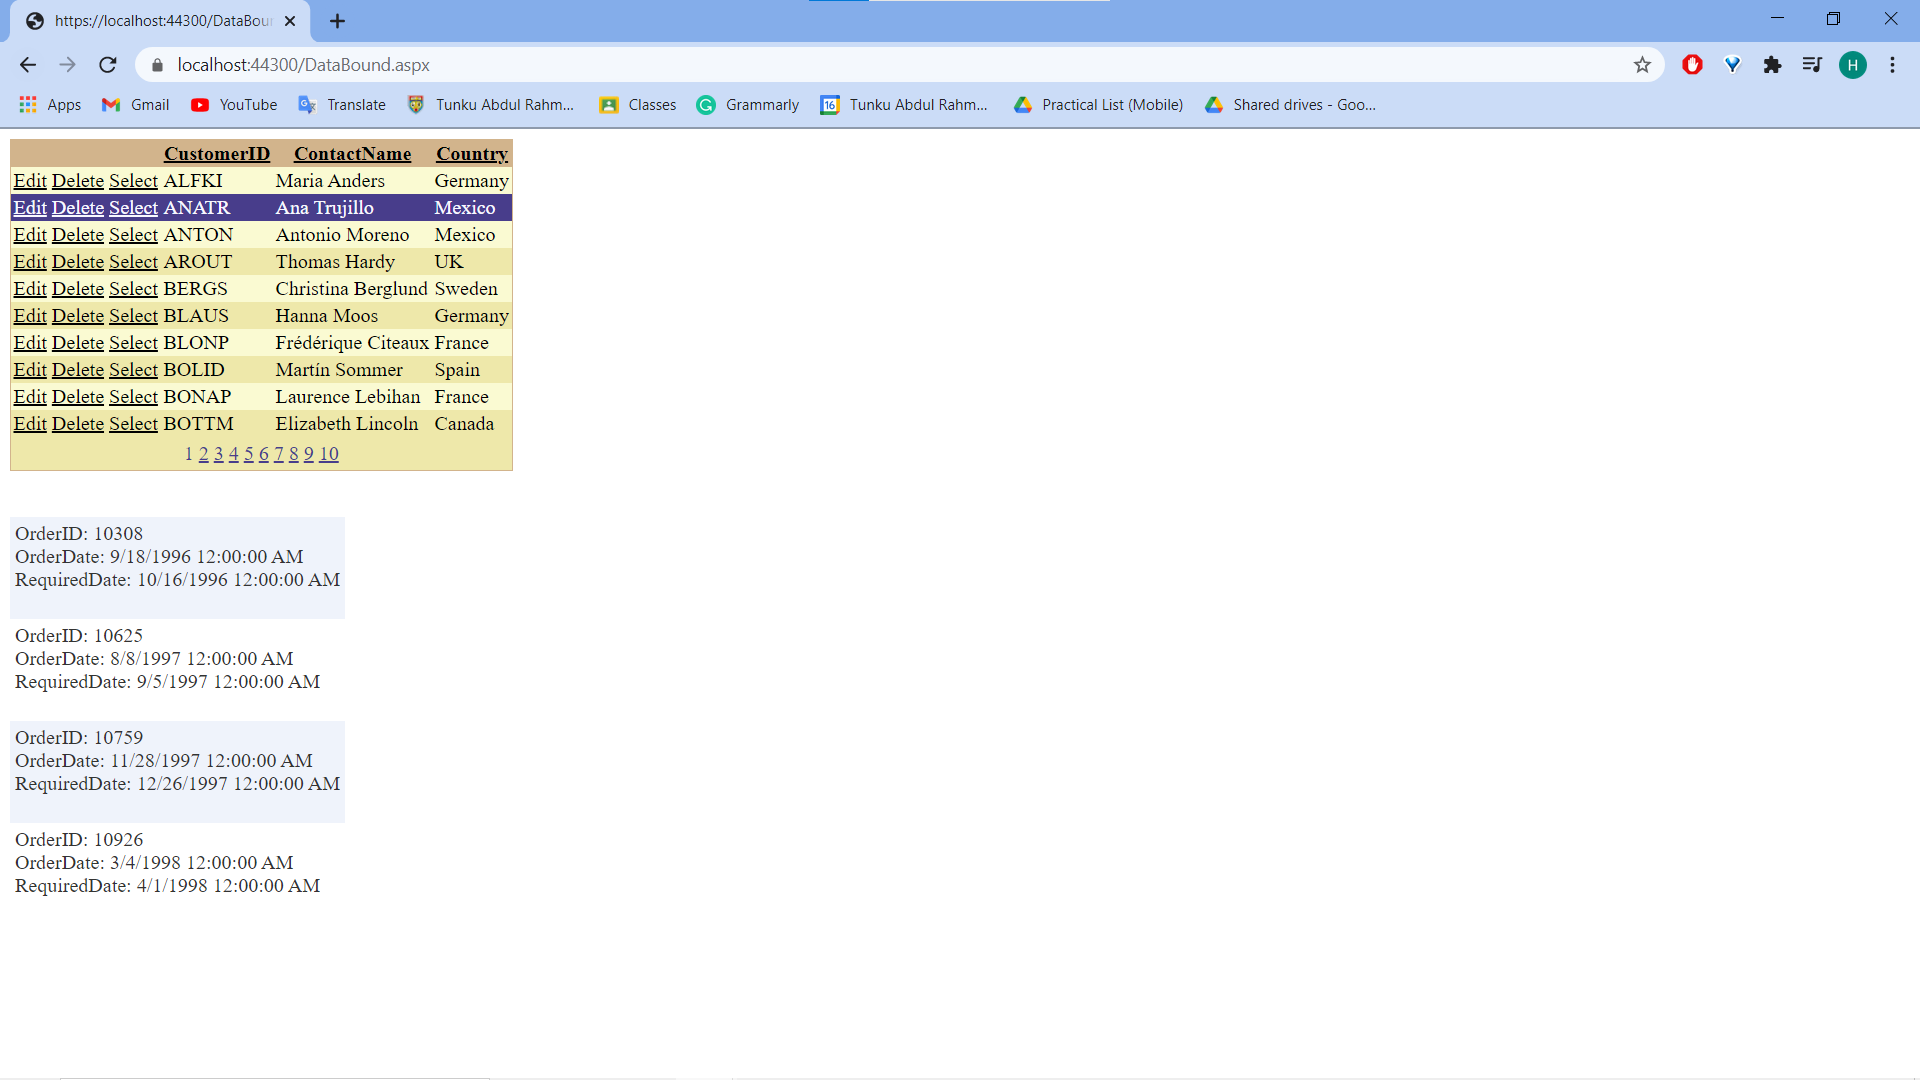 https://localhost:44300/DataBou
localhost:44300/DataBound.aspx
H
Apps Gmail YouTube Translate Tunku Abdul Rahm... Classes Grammarly 16 Tunku Abdul Rahm... Practical List (Mobile) Shared drives - Goo...
CustomerID ContactName Country
Edit Delete Select ALFKI Maria Anders Germany
Edit Delete Select ANATR Ana Trujillo Mexico
Edit Delete Select ANTON Antonio Moreno Mexico
Edit Delete Select AROUT Thomas Hardy UK
Edit Delete Select BERGS Christina Berglund Sweden
Edit Delete Select BLAUS Hanna Moos Germany
Edit Delete Select BLONP Frédérique Citeaux France
Edit Delete Select BOLID Martín Sommer Spain
Edit Delete Select BONAP Laurence Lebihan France
Edit Delete Select BOTTM Elizabeth Lincoln Canada
1 2 3 4 5 6 7 8 9 10
OrderID: 10308
OrderDate: 9/18/1996 12:00:00 AM
RequiredDate: 10/16/1996 12:00:00 AM
OrderID: 10625
OrderDate: 8/8/1997 12:00:00 AM
RequiredDate: 9/5/1997 12:00:00 AM
OrderID: 10759
OrderDate: 11/28/1997 12:00:00 AM
RequiredDate: 12/26/1997 12:00:00 AM
OrderID: 10926
OrderDate: 3/4/1998 12:00:00 AM
RequiredDate: 4/1/1998 12:00:00 AM